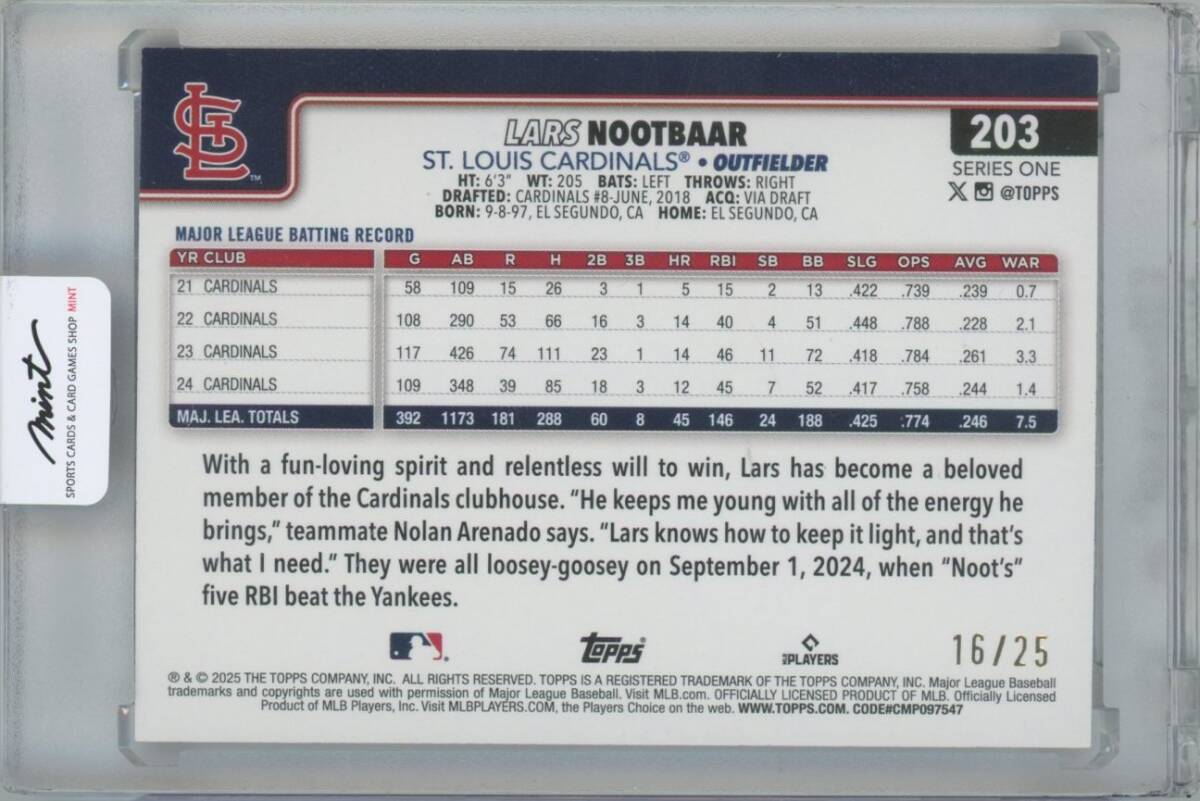 STL™
LARS NOOTBAAR
203
ST. LOUIS CARDINALS® • OUTFIELDER
SERIES ONE
HT: 6'3" WT: 205 BATS: LEFT THROWS: RIGHT
DRAFTED: CARDINALS #8-JUNE, 2018 ACQ: VIA DRAFT
X @TOPPS
BORN: 9-8-97, EL SEGUNDO, CA HOME: EL SEGUNDO, CA
MAJOR LEAGUE BATTING RECORD
YR CLUB G AB R H 2B 3B HR RBI SB BB SLG OPS AVG WAR
21 CARDINALS 58 109 15 26 3 1 5 15 2 13 .422 .739 .239 0.7
22 CARDINALS 108 290 53 66 16 3 14 40 4 51 .448 .788 .228 2.1
23 CARDINALS 117 426 74 111 23 1 14 46 11 72 .418 .784 .261 3.3
24 CARDINALS 109 348 39 85 18 3 12 45 7 52 .417 .758 .244 1.4
MAJ. LEA. TOTALS 392 1173 181 288 60 8 45 146 24 188 .425 .774 .246 7.5
mint
SPORTS CARDS & CARD GAMES SHOP MINT
With a fun-loving spirit and relentless will to win, Lars has become a beloved
member of the Cardinals clubhouse. "He keeps me young with all of the energy he
brings," teammate Nolan Arenado says. "Lars knows how to keep it light, and that's
what I need." They were all loosey-goosey on September 1, 2024, when "Noot's"
five RBI beat the Yankees.
Topps®
MLB PLAYERS
16/25
® & © 2025 THE TOPPS COMPANY, INC. ALL RIGHTS RESERVED. TOPPS IS A REGISTERED TRADEMARK OF THE TOPPS COMPANY, INC. Major League Baseball
trademarks and copyrights are used with permission of Major League Baseball. Visit MLB.com. OFFICIALLY LICENSED PRODUCT OF MLB. Officially Licensed
Product of MLB Players, Inc. Visit MLBPLAYERS.COM, the Players Choice on the web. WWW.TOPPS.COM. CODE#CMP097547